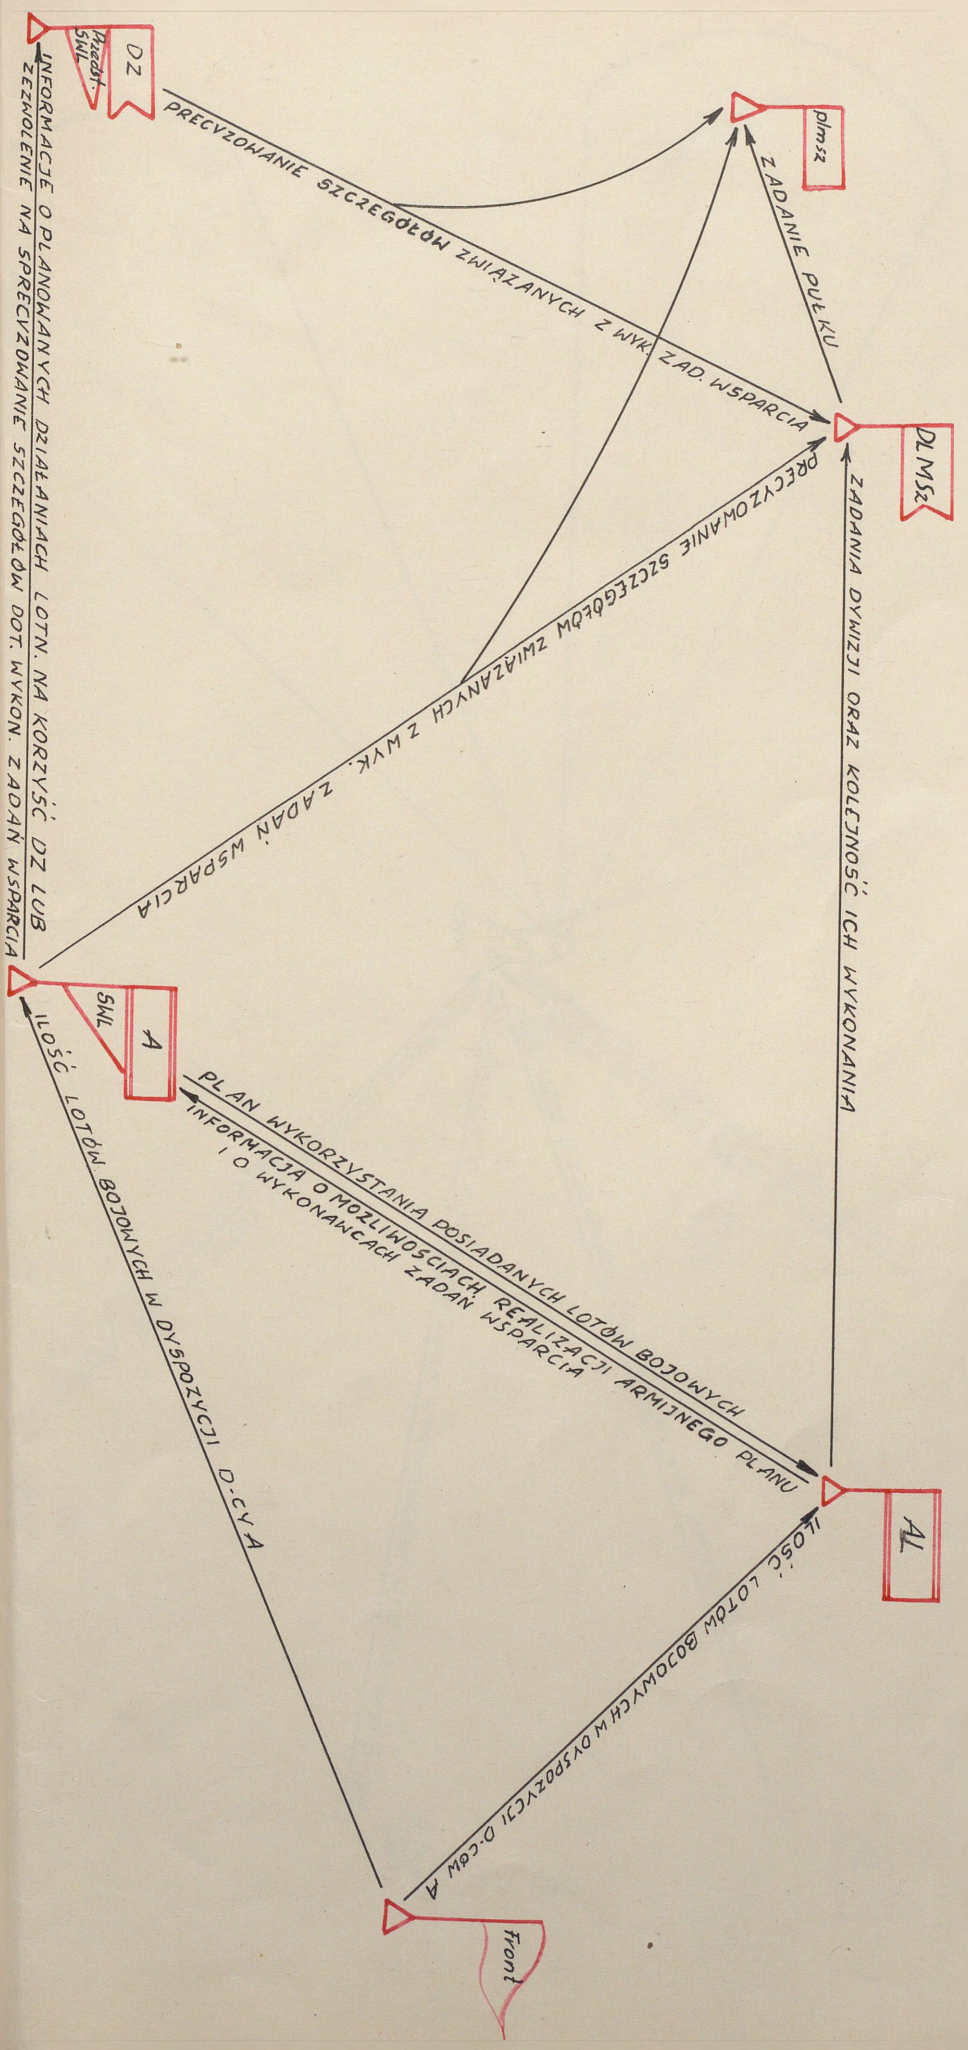 DZ
Przedst.
SWL
plmsz
DLMSz
ZADANIE PUŁKU
PRECYZOWANIE SZCZEGÓŁÓW ZWIĄZANYCH Z WYK. ZAD. WSPARCIA
PRECYZOWANIE SZCZEGÓŁÓW ZWIĄZANYCH Z WYK. ZADAŃ WSPARCIA
INFORMACJE O PLANOWANYCH DZIAŁANIACH LOTN. NA KORZYŚĆ DZ LUB
ZEZWOLENIE NA SPRECYZOWANIE SZCZEGÓŁÓW DOT. WYKON. ZADAŃ WSPARCIA
ZADANIA DYWIZJI ORAZ KOLEJNOŚĆ ICH WYKONANIA
A
SWL
PLAN WYKORZYSTANIA POSIADANYCH LOTÓW BOJOWYCH
INFORMACJA O MOŻLIWOŚCIACH REALIZACJI ARMIJNEGO PLANU
I O WYKONAWCACH ZADAŃ WSPARCIA
AL
ILOŚĆ LOTÓW BOJOWYCH W DYSPOZYCJI D-CY A
ILOŚĆ LOTÓW BOJOWYCH W DYSPOZYCJI D-CÓW A
Front